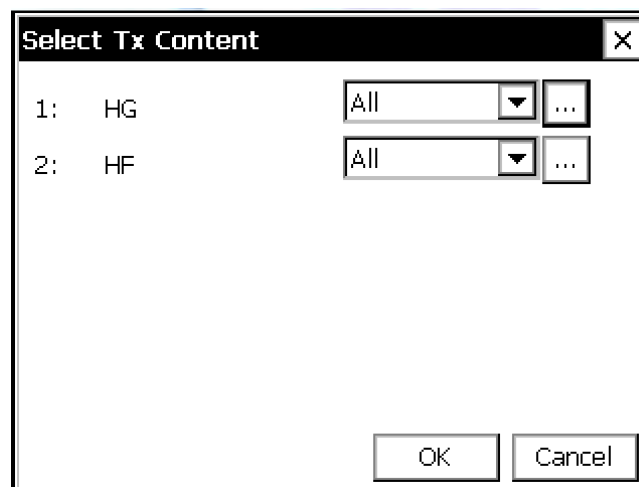 Select Tx Content
1: HG All ...
2: HF All ...
OK Cancel